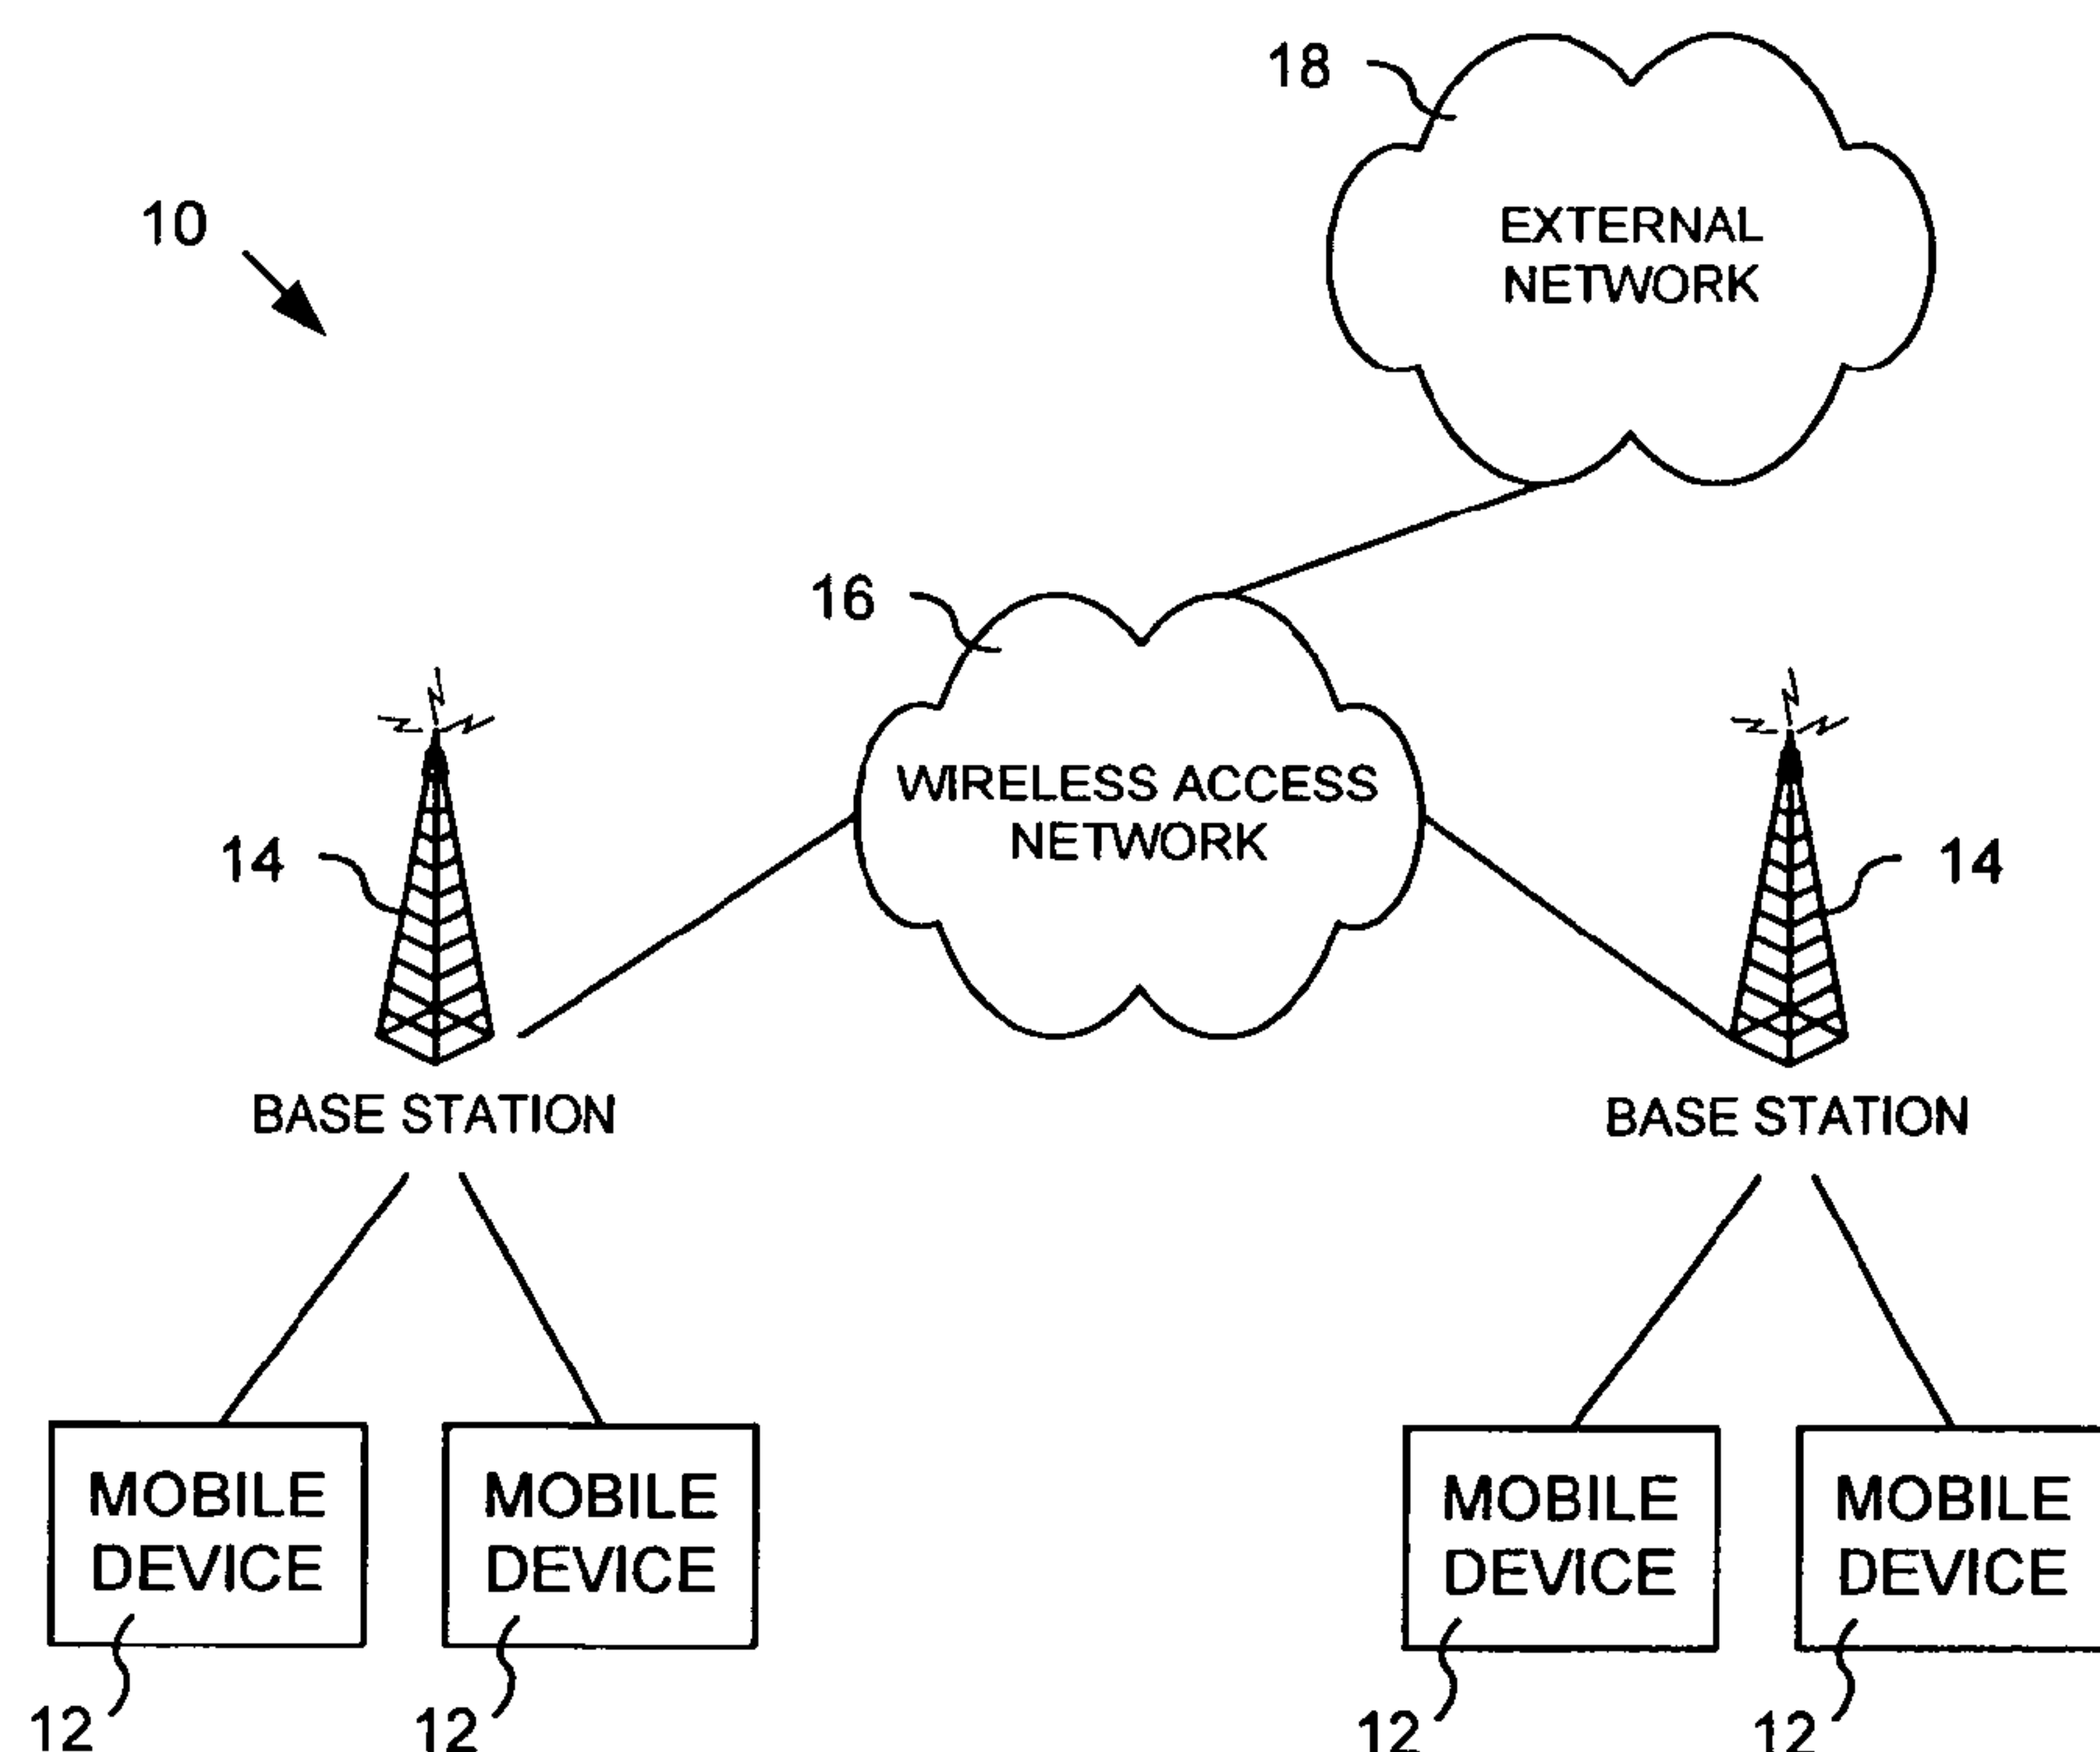 18
EXTERNAL
NETWORK
10
16
WIRELESS ACCESS
NETWORK
14
14
BASE STATION
BASE STATION
MOBILE
DEVICE
MOBILE
DEVICE
MOBILE
DEVICE
MOBILE
DEVICE
12
12
12
12